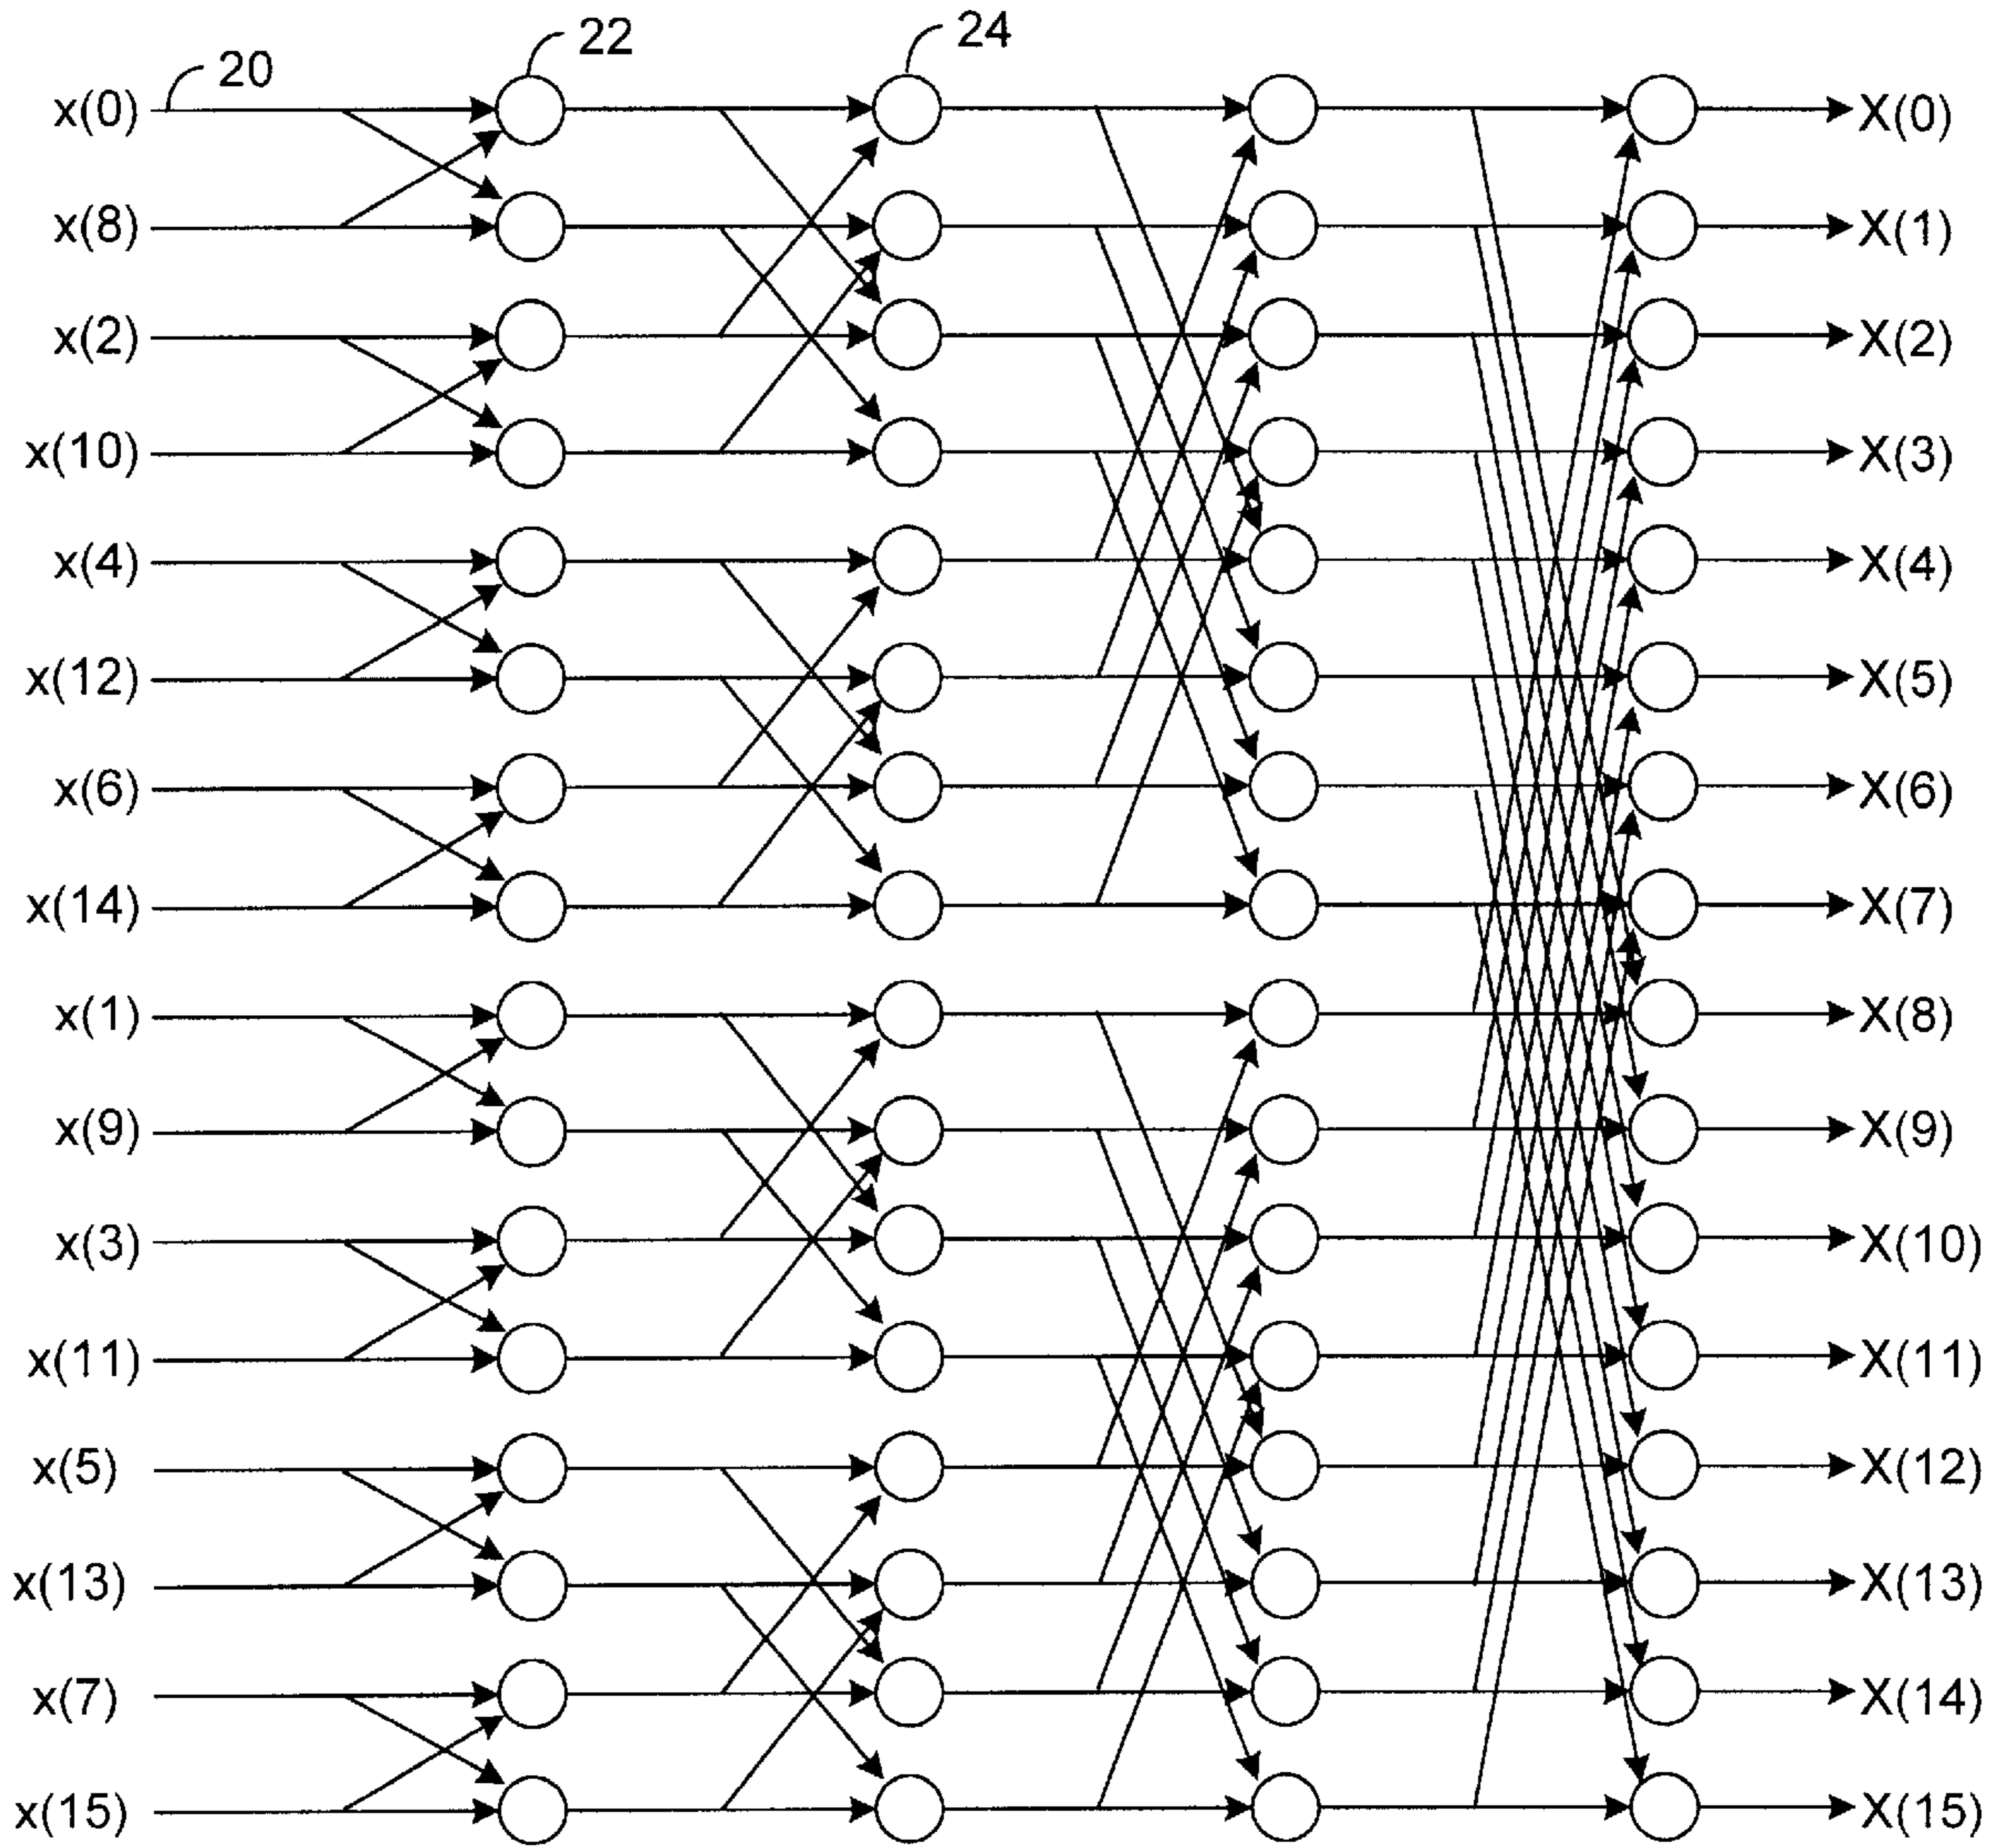 20
22
24
x(0) X(0)
x(8) X(1)
x(2) X(2)
x(10) X(3)
x(4) X(4)
x(12) X(5)
x(6) X(6)
x(14) X(7)
x(1) X(8)
x(9) X(9)
x(3) X(10)
x(11) X(11)
x(5) X(12)
x(13) X(13)
x(7) X(14)
x(15) X(15)